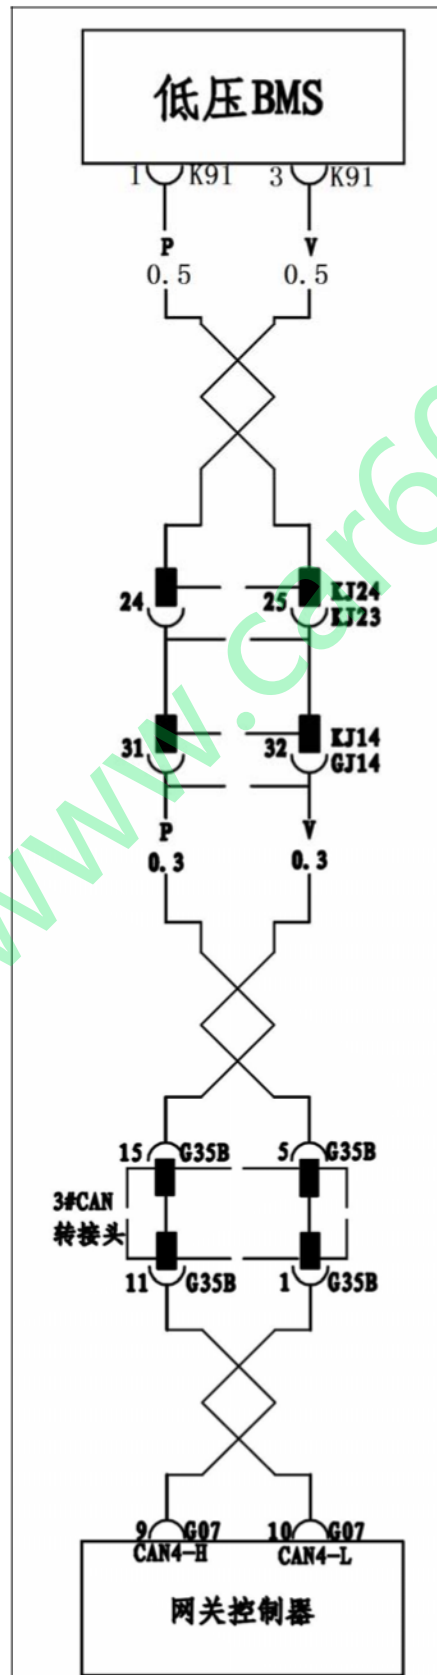 低压BMS
1 K91 3 K91
P V
0.5 0.5
24 25 KJ24
KJ23
31 32 KJ14
GJ14
P V
0.3 0.3
15 G35B 5 G35B
3#CAN
转接头
11 G35B 1 G35B
9 G07 10 G07
CAN4-H CAN4-L
网关控制器
www.car66